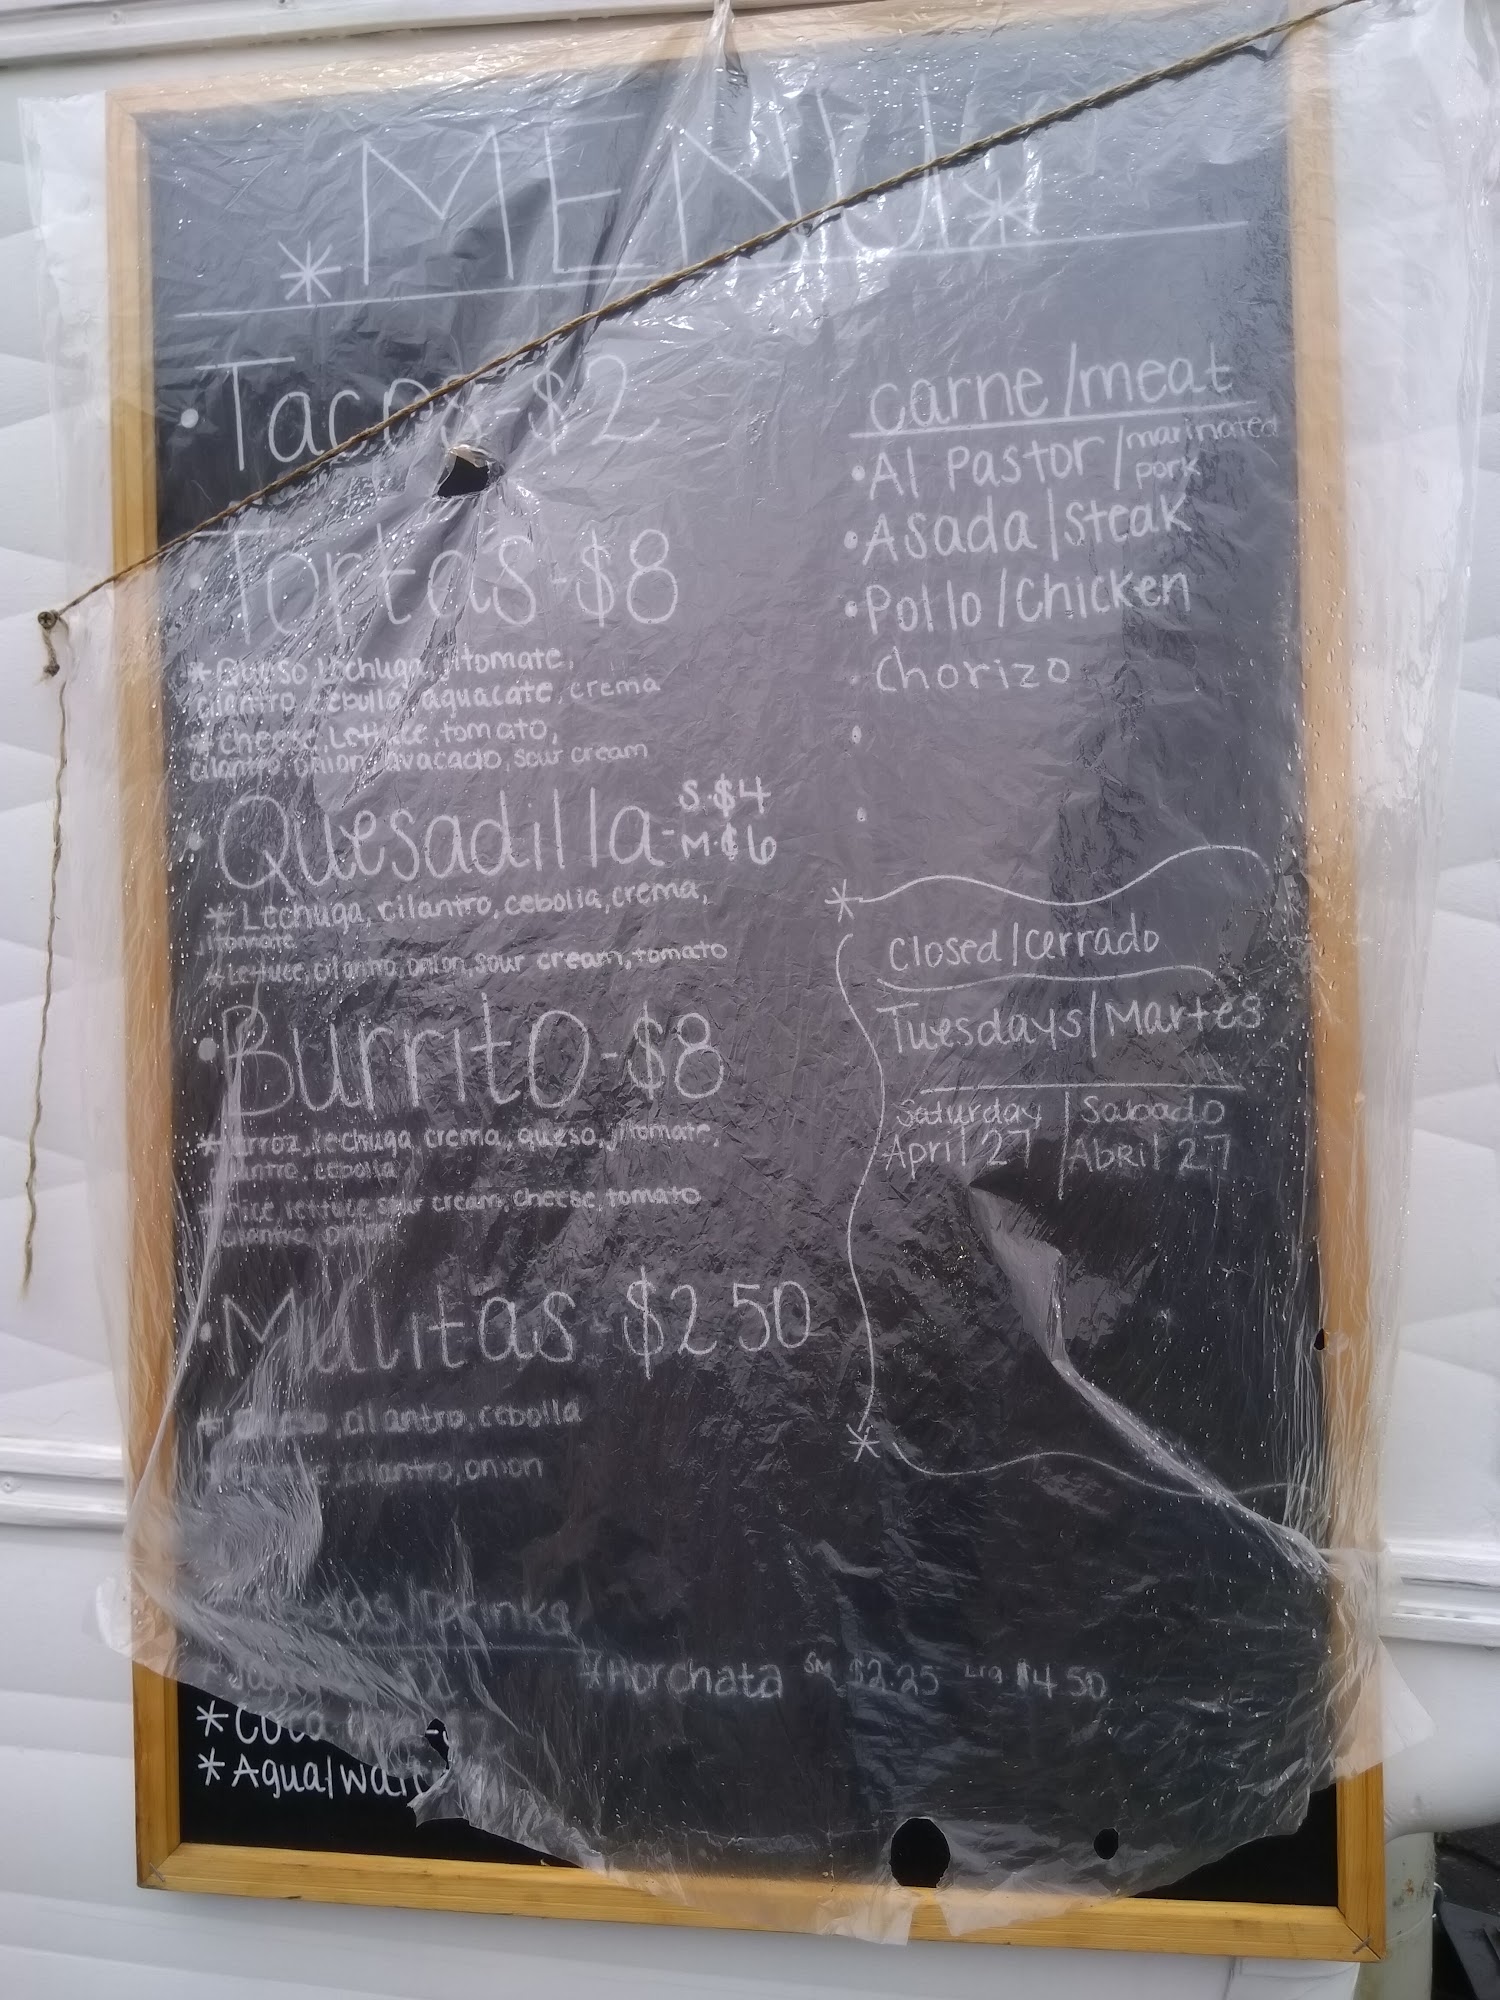 *MENU*
• Tacos - $2
• Tortas - $8
* Queso, Lechuga, jitomate,
cilantro, cebolla, aguacate, crema
* cheese, Lettuce, tomato,
cilantro, onion, avacado, sour cream
• Quesadilla - S. $4
M. $6
* Lechuga, cilantro, cebolla, crema,
jitomate
* Lettuce, cilantro, onion, sour cream, tomato
• Burrito - $8
* arroz, lechuga, crema, queso, jitomate,
cilantro, cebolla
* rice, lettuce, sour cream, cheese, tomato
cilantro, onion
• Mulitas - $2.50
* queso, cilantro, cebolla
* cilantro, onion
/Drinks
* Coca
* Agua/water
* Horchata SM $2.25 Lrg $4.50
carne/meat
• Al Pastor / marinated
pork
• Asada/steak
• Pollo/Chicken
• Chorizo
*
closed/cerrado
Tuesdays/Martes
Saturday | Sabado
April 27 | Abril 27
*